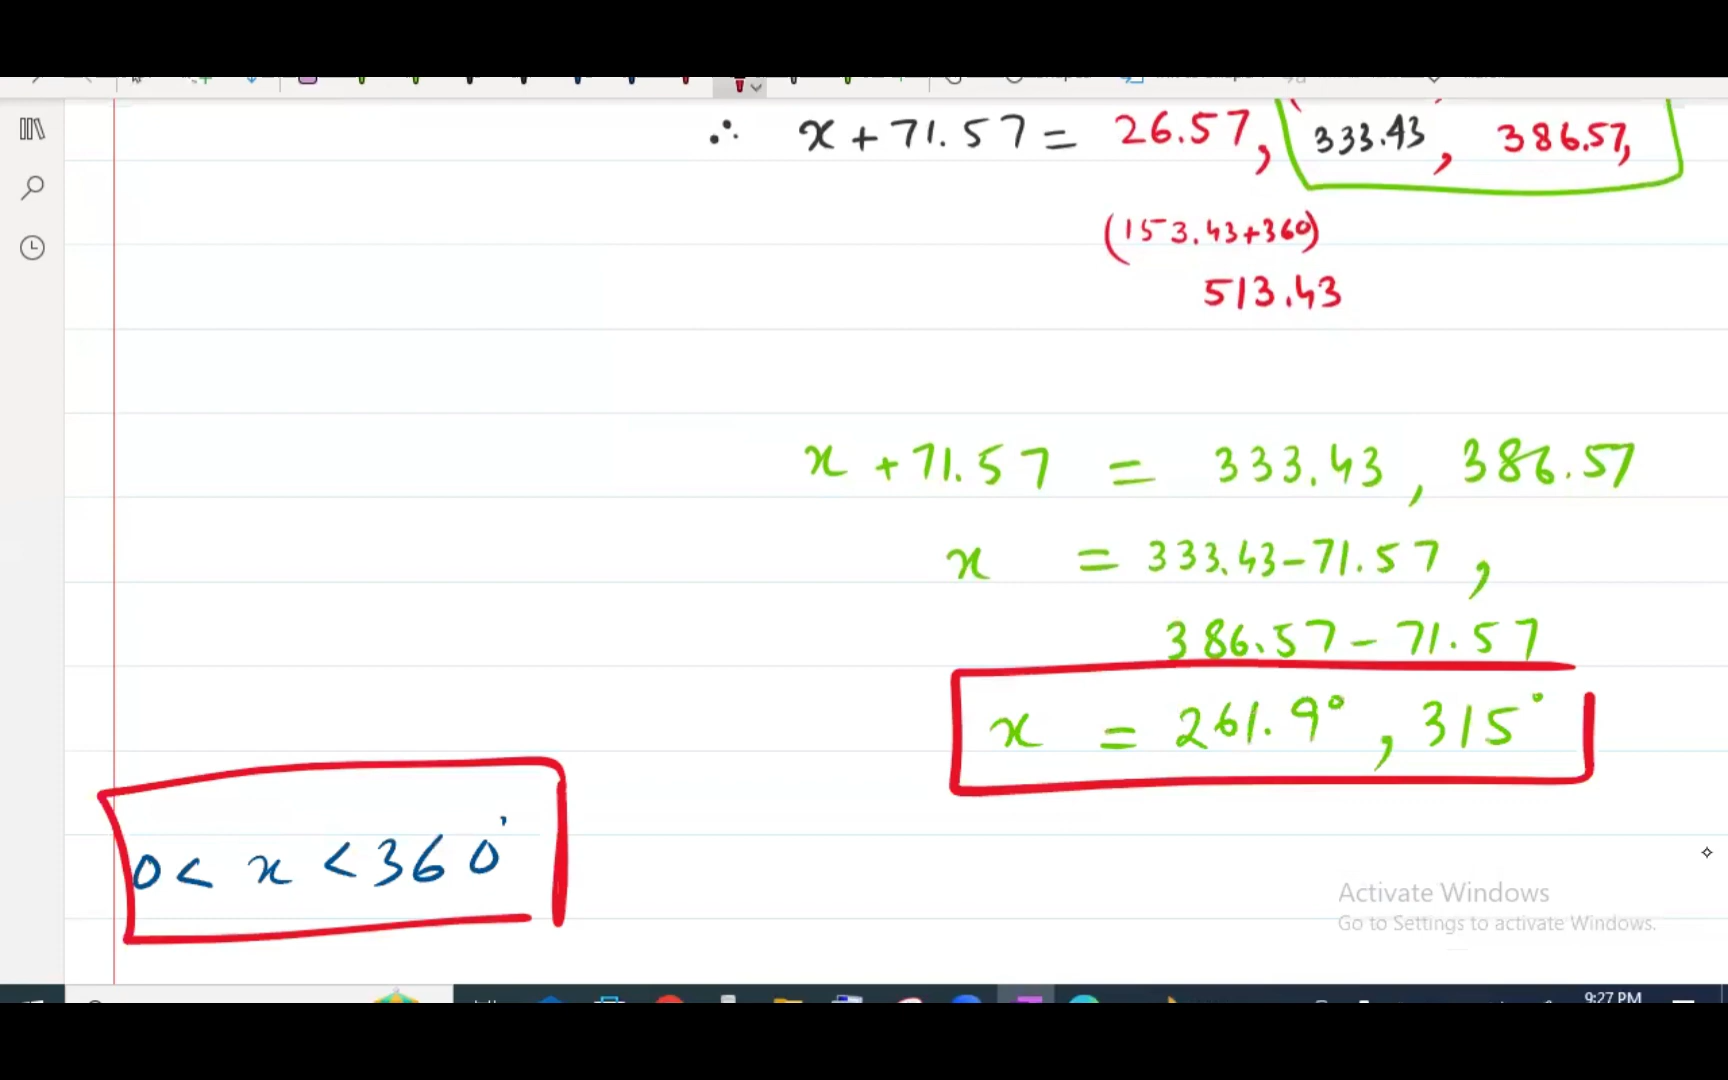 ∴ x + 71.57 = 26.57, 333.43, 386.57,
(153.43+360)
513.43
x + 71.57 = 333.43, 386.57
x = 333.43-71.57,
386.57-71.57
x = 261.9°, 315°
0 < x < 360°
Activate Windows
Go to Settings to activate Windows.
9:27 PM